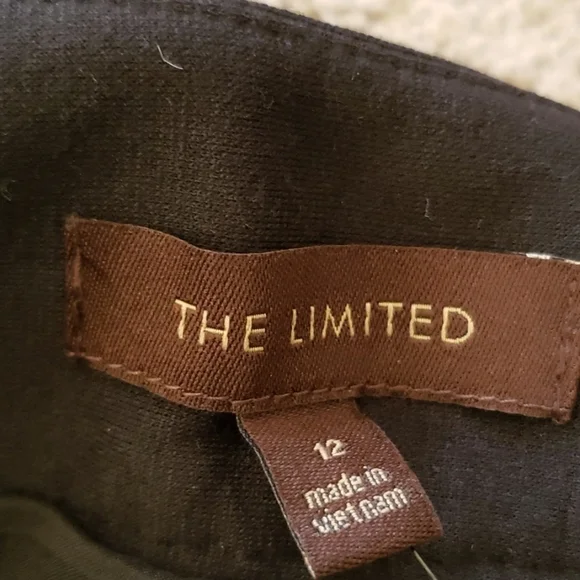 THE LIMITED
12
made in
vietnam